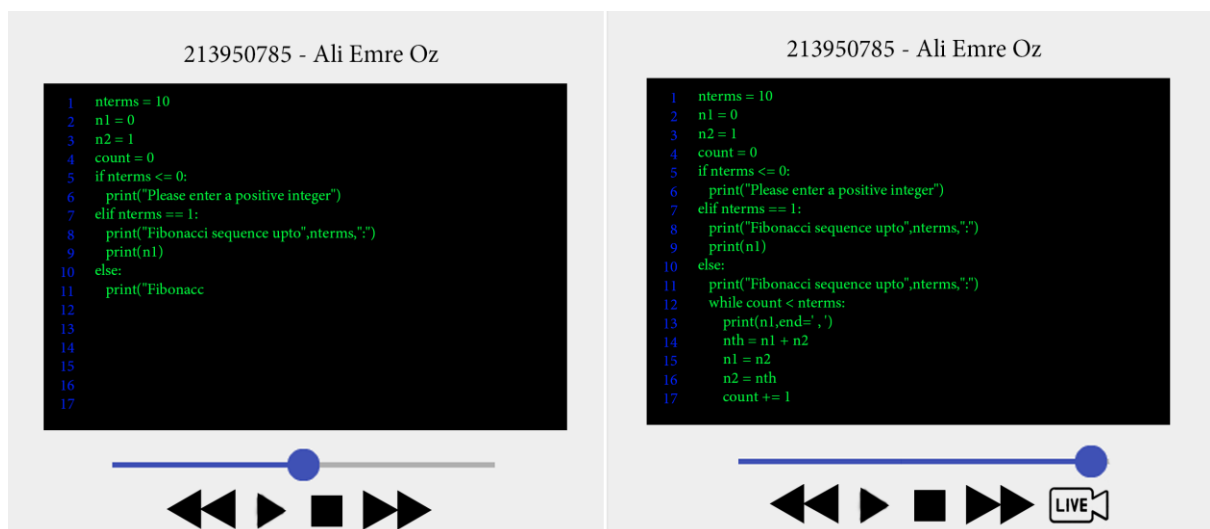 213950785 - Ali Emre Oz
1 nterms = 10
2 n1 = 0
3 n2 = 1
4 count = 0
5 if nterms <= 0:
6 print("Please enter a positive integer")
7 elif nterms == 1:
8 print("Fibonacci sequence upto",nterms,":")
9 print(n1)
10 else:
11 print("Fibonacc
12
13
14
15
16
17
213950785 - Ali Emre Oz
1 nterms = 10
2 n1 = 0
3 n2 = 1
4 count = 0
5 if nterms <= 0:
6 print("Please enter a positive integer")
7 elif nterms == 1:
8 print("Fibonacci sequence upto",nterms,":")
9 print(n1)
10 else:
11 print("Fibonacci sequence upto",nterms,":")
12 while count < nterms:
13 print(n1,end=' , ')
14 nth = n1 + n2
15 n1 = n2
16 n2 = nth
17 count += 1
LIVE